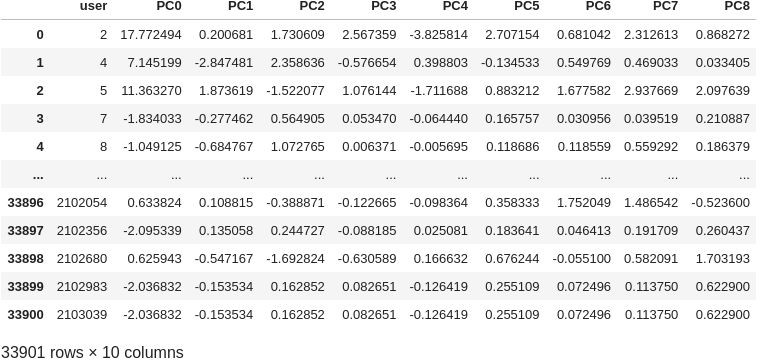 user PC0 PC1 PC2 PC3 PC4 PC5 PC6 PC7 PC8
0 2 17.772494 0.200681 1.730609 2.567359 -3.825814 2.707154 0.681042 2.312613 0.868272
1 4 7.145199 -2.847481 2.358636 -0.576654 0.398803 -0.134533 0.549769 0.469033 0.033405
2 5 11.363270 1.873619 -1.522077 1.076144 -1.711688 0.883212 1.677582 2.937669 2.097639
3 7 -1.834033 -0.277462 0.564905 0.053470 -0.064440 0.165757 0.030956 0.039519 0.210887
4 8 -1.049125 -0.684767 1.072765 0.006371 -0.005695 0.118686 0.118559 0.559292 0.186379
... ... ... ... ... ... ... ... ... ... ...
33896 2102054 0.633824 0.108815 -0.388871 -0.122665 -0.098364 0.358333 1.752049 1.486542 -0.523600
33897 2102356 -2.095339 0.135058 0.244727 -0.088185 0.025081 0.183641 0.046413 0.191709 0.260437
33898 2102680 0.625943 -0.547167 -1.692824 -0.630589 0.166632 0.676244 -0.055100 0.582091 1.703193
33899 2102983 -2.036832 -0.153534 0.162852 0.082651 -0.126419 0.255109 0.072496 0.113750 0.622900
33900 2103039 -2.036832 -0.153534 0.162852 0.082651 -0.126419 0.255109 0.072496 0.113750 0.622900
33901 rows × 10 columns